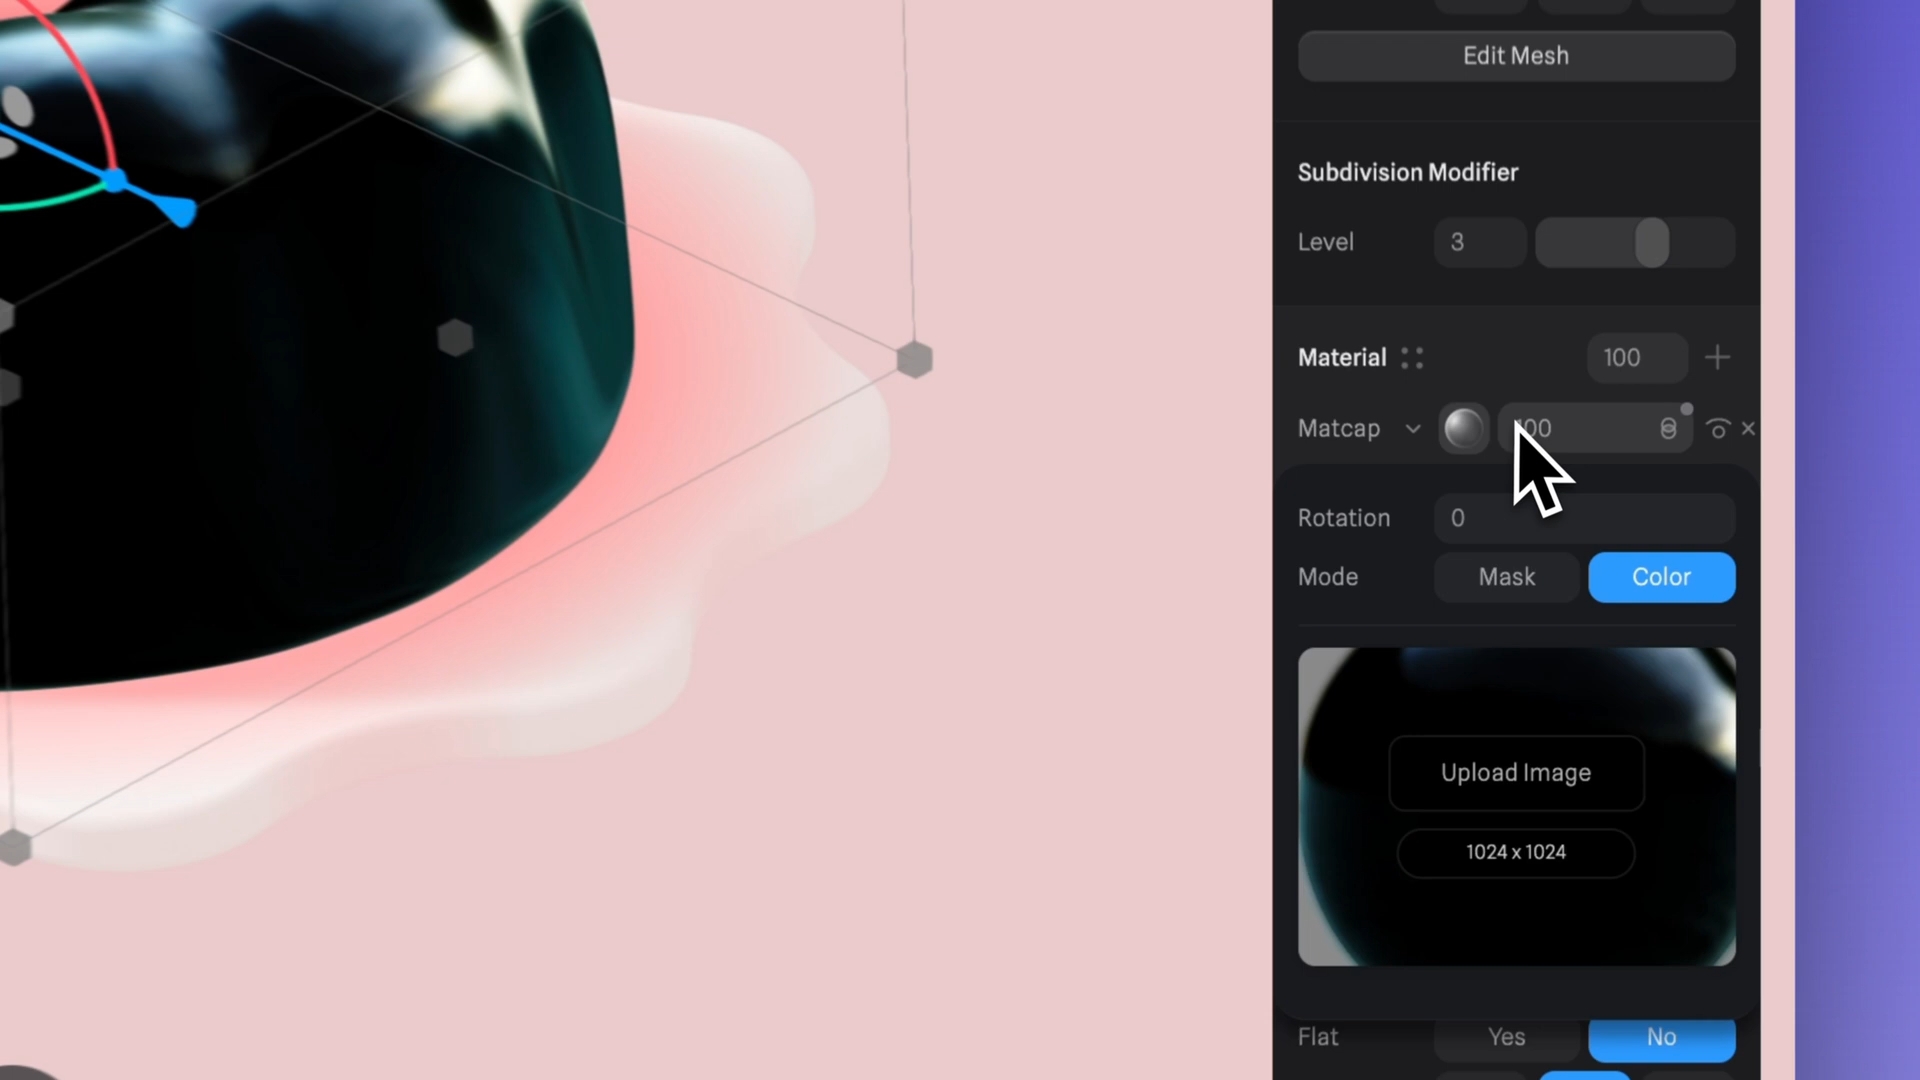 Edit Mesh
Subdivision Modifier
Level 3
Material 100
Matcap 100
Rotation 0
Mode Mask Color
Upload Image
1024 x 1024
Flat Yes No